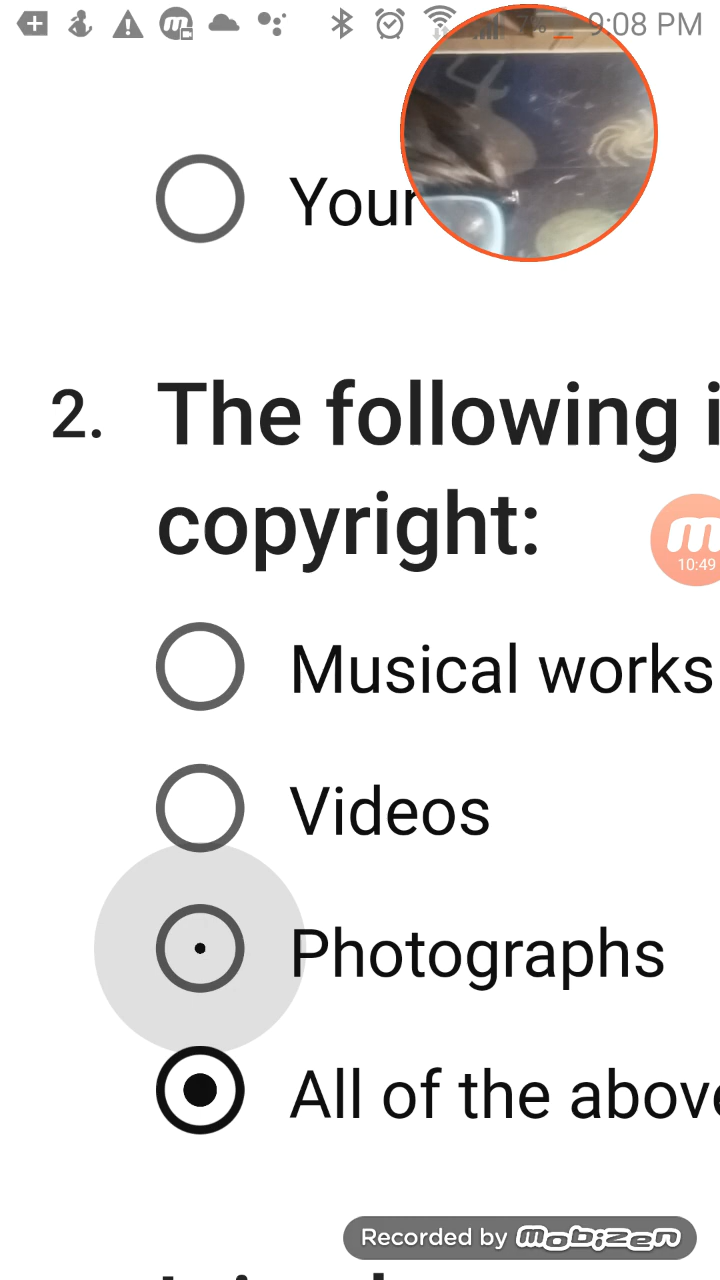 7% 9:08 PM
Your
2. The following i
copyright:
m
10:49
Musical works
Videos
Photographs
All of the above
Recorded by mobizen